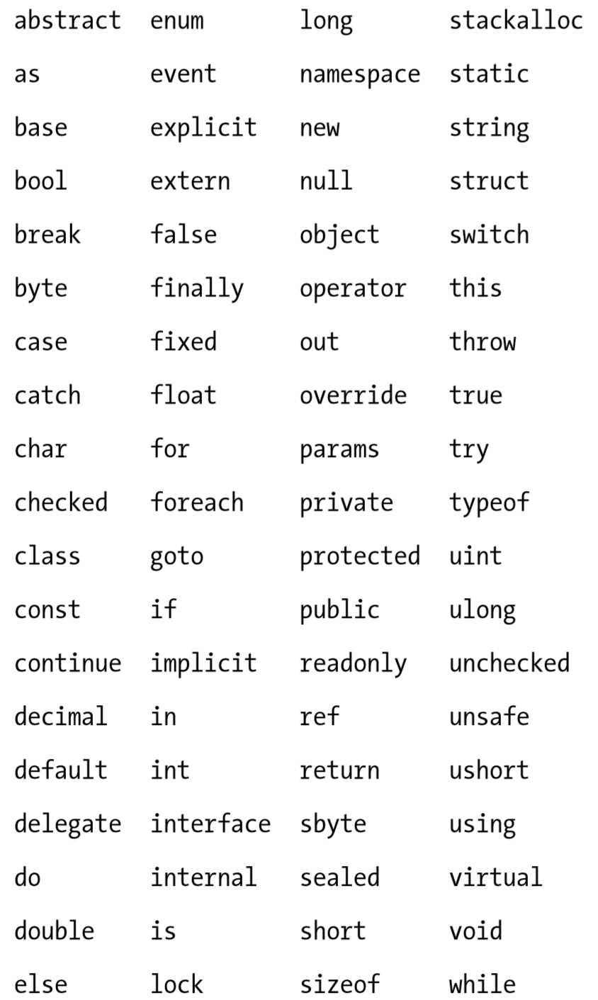 abstract enum long stackalloc
as event namespace static
base explicit new string
bool extern null struct
break false object switch
byte finally operator this
case fixed out throw
catch float override true
char for params try
checked foreach private typeof
class goto protected uint
const if public ulong
continue implicit readonly unchecked
decimal in ref unsafe
default int return ushort
delegate interface sbyte using
do internal sealed virtual
double is short void
else lock sizeof while